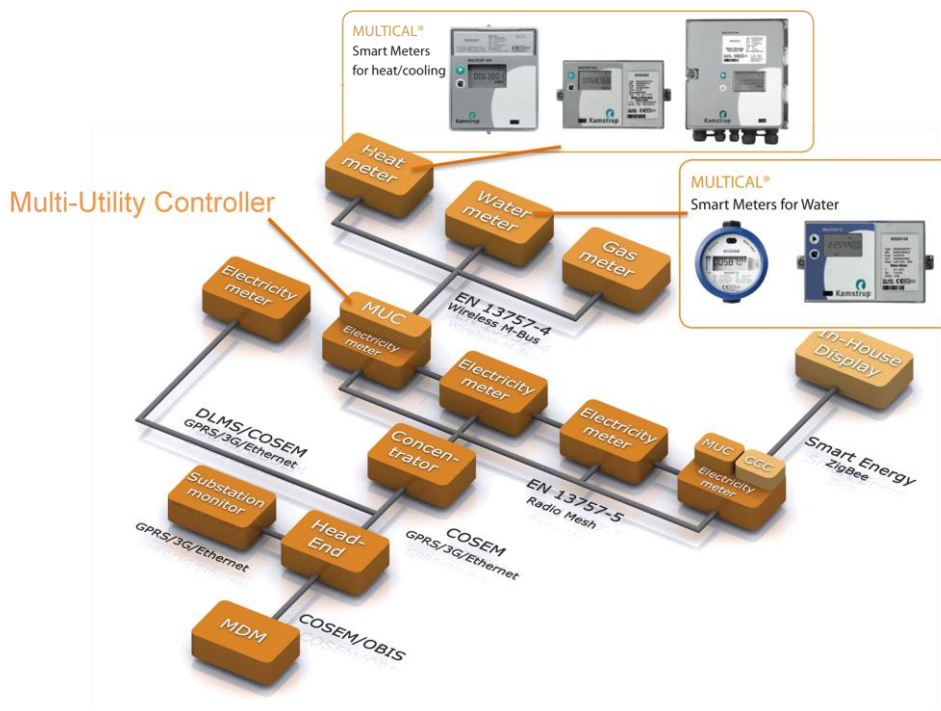 MULTICAL®
Smart Meters
for heat/cooling
Kamstrup
Kamstrup
Kamstrup
Heat
meter
MULTICAL®
Smart Meters for Water
Kamstrup
Multi-Utility Controller
Water
meter
Gas
meter
Electricity
meter
MUC
Electricity
meter
EN 13757-4
Wireless M-Bus
In-House
Display
Electricity
meter
Electricity
meter
MUC
Electricity
meter
Smart Energy
ZigBee
DLMS/COSEM
GPRS/3G/Ethernet
Concen-
trator
EN 13757-5
Radio Mesh
Substation
monitor
GPRS/3G/Ethernet
Head-
End
COSEM
GPRS/3G/Ethernet
MDM
COSEM/OBIS